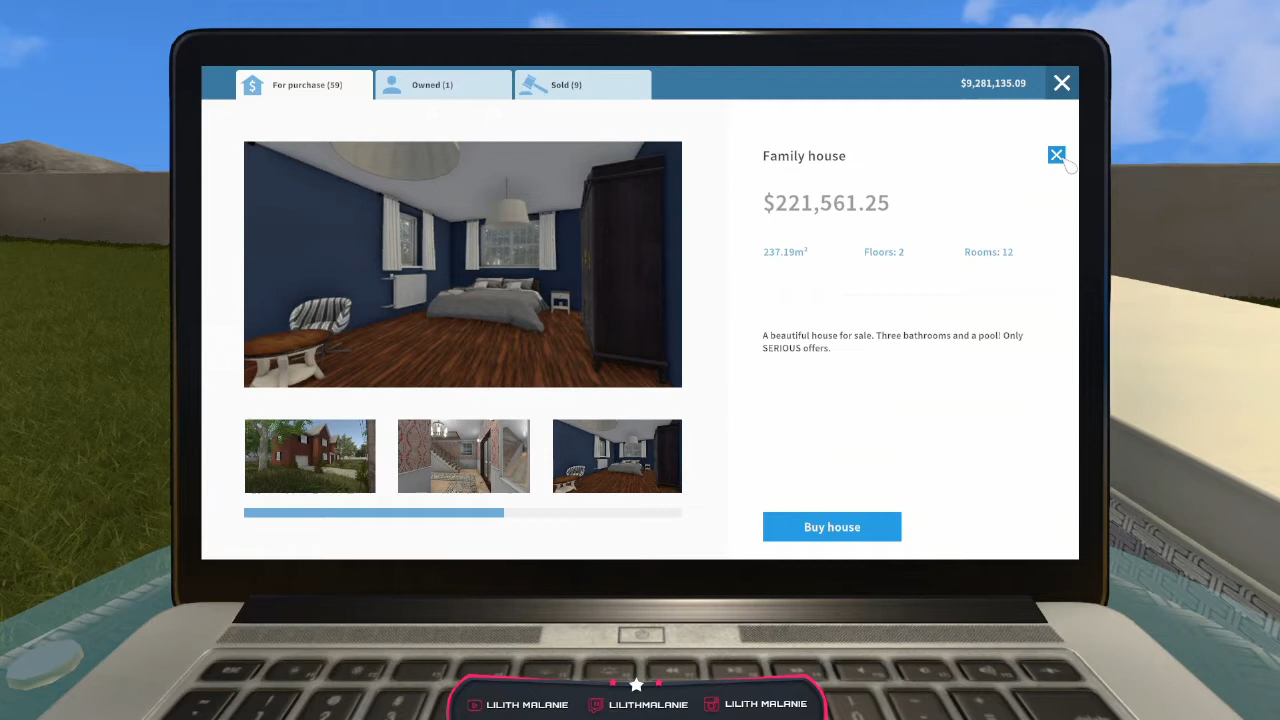 For purchase (59)
Owned (1)
Sold (9)
$9,281,135.09
Family house
$221,561.25
237.19m²
Floors: 2
Rooms: 12
A beautiful house for sale. Three bathrooms and a pool! Only
SERIOUS offers.
Buy house
LILITH MALANIE
LILITHMALANIE
LILITH MALANIE